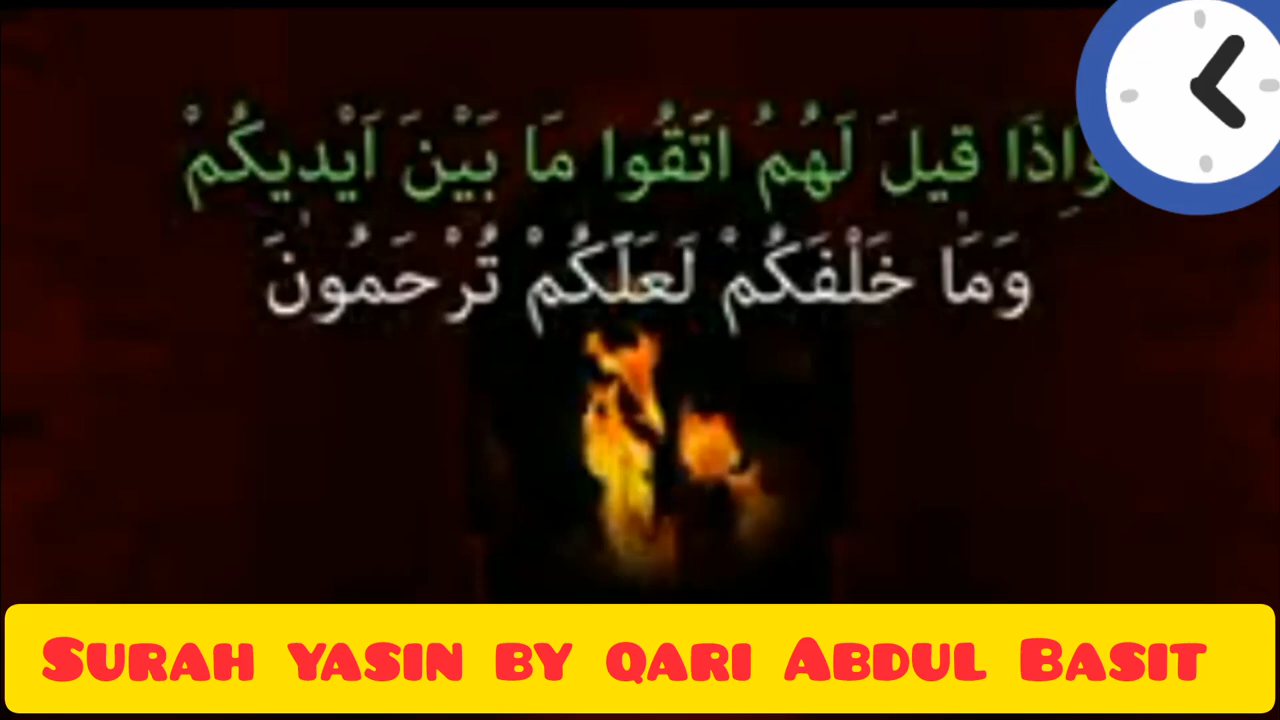 وَاِذَا قِيلَ لَهُمُ اتَّقُوا مَا بَيْنَ اَيْدِيكُمْ
وَمَا خَلْفَكُمْ لَعَلَّكُمْ تُرْحَمُونَ
SURAH YASIN BY QARI ABDUL BASIT